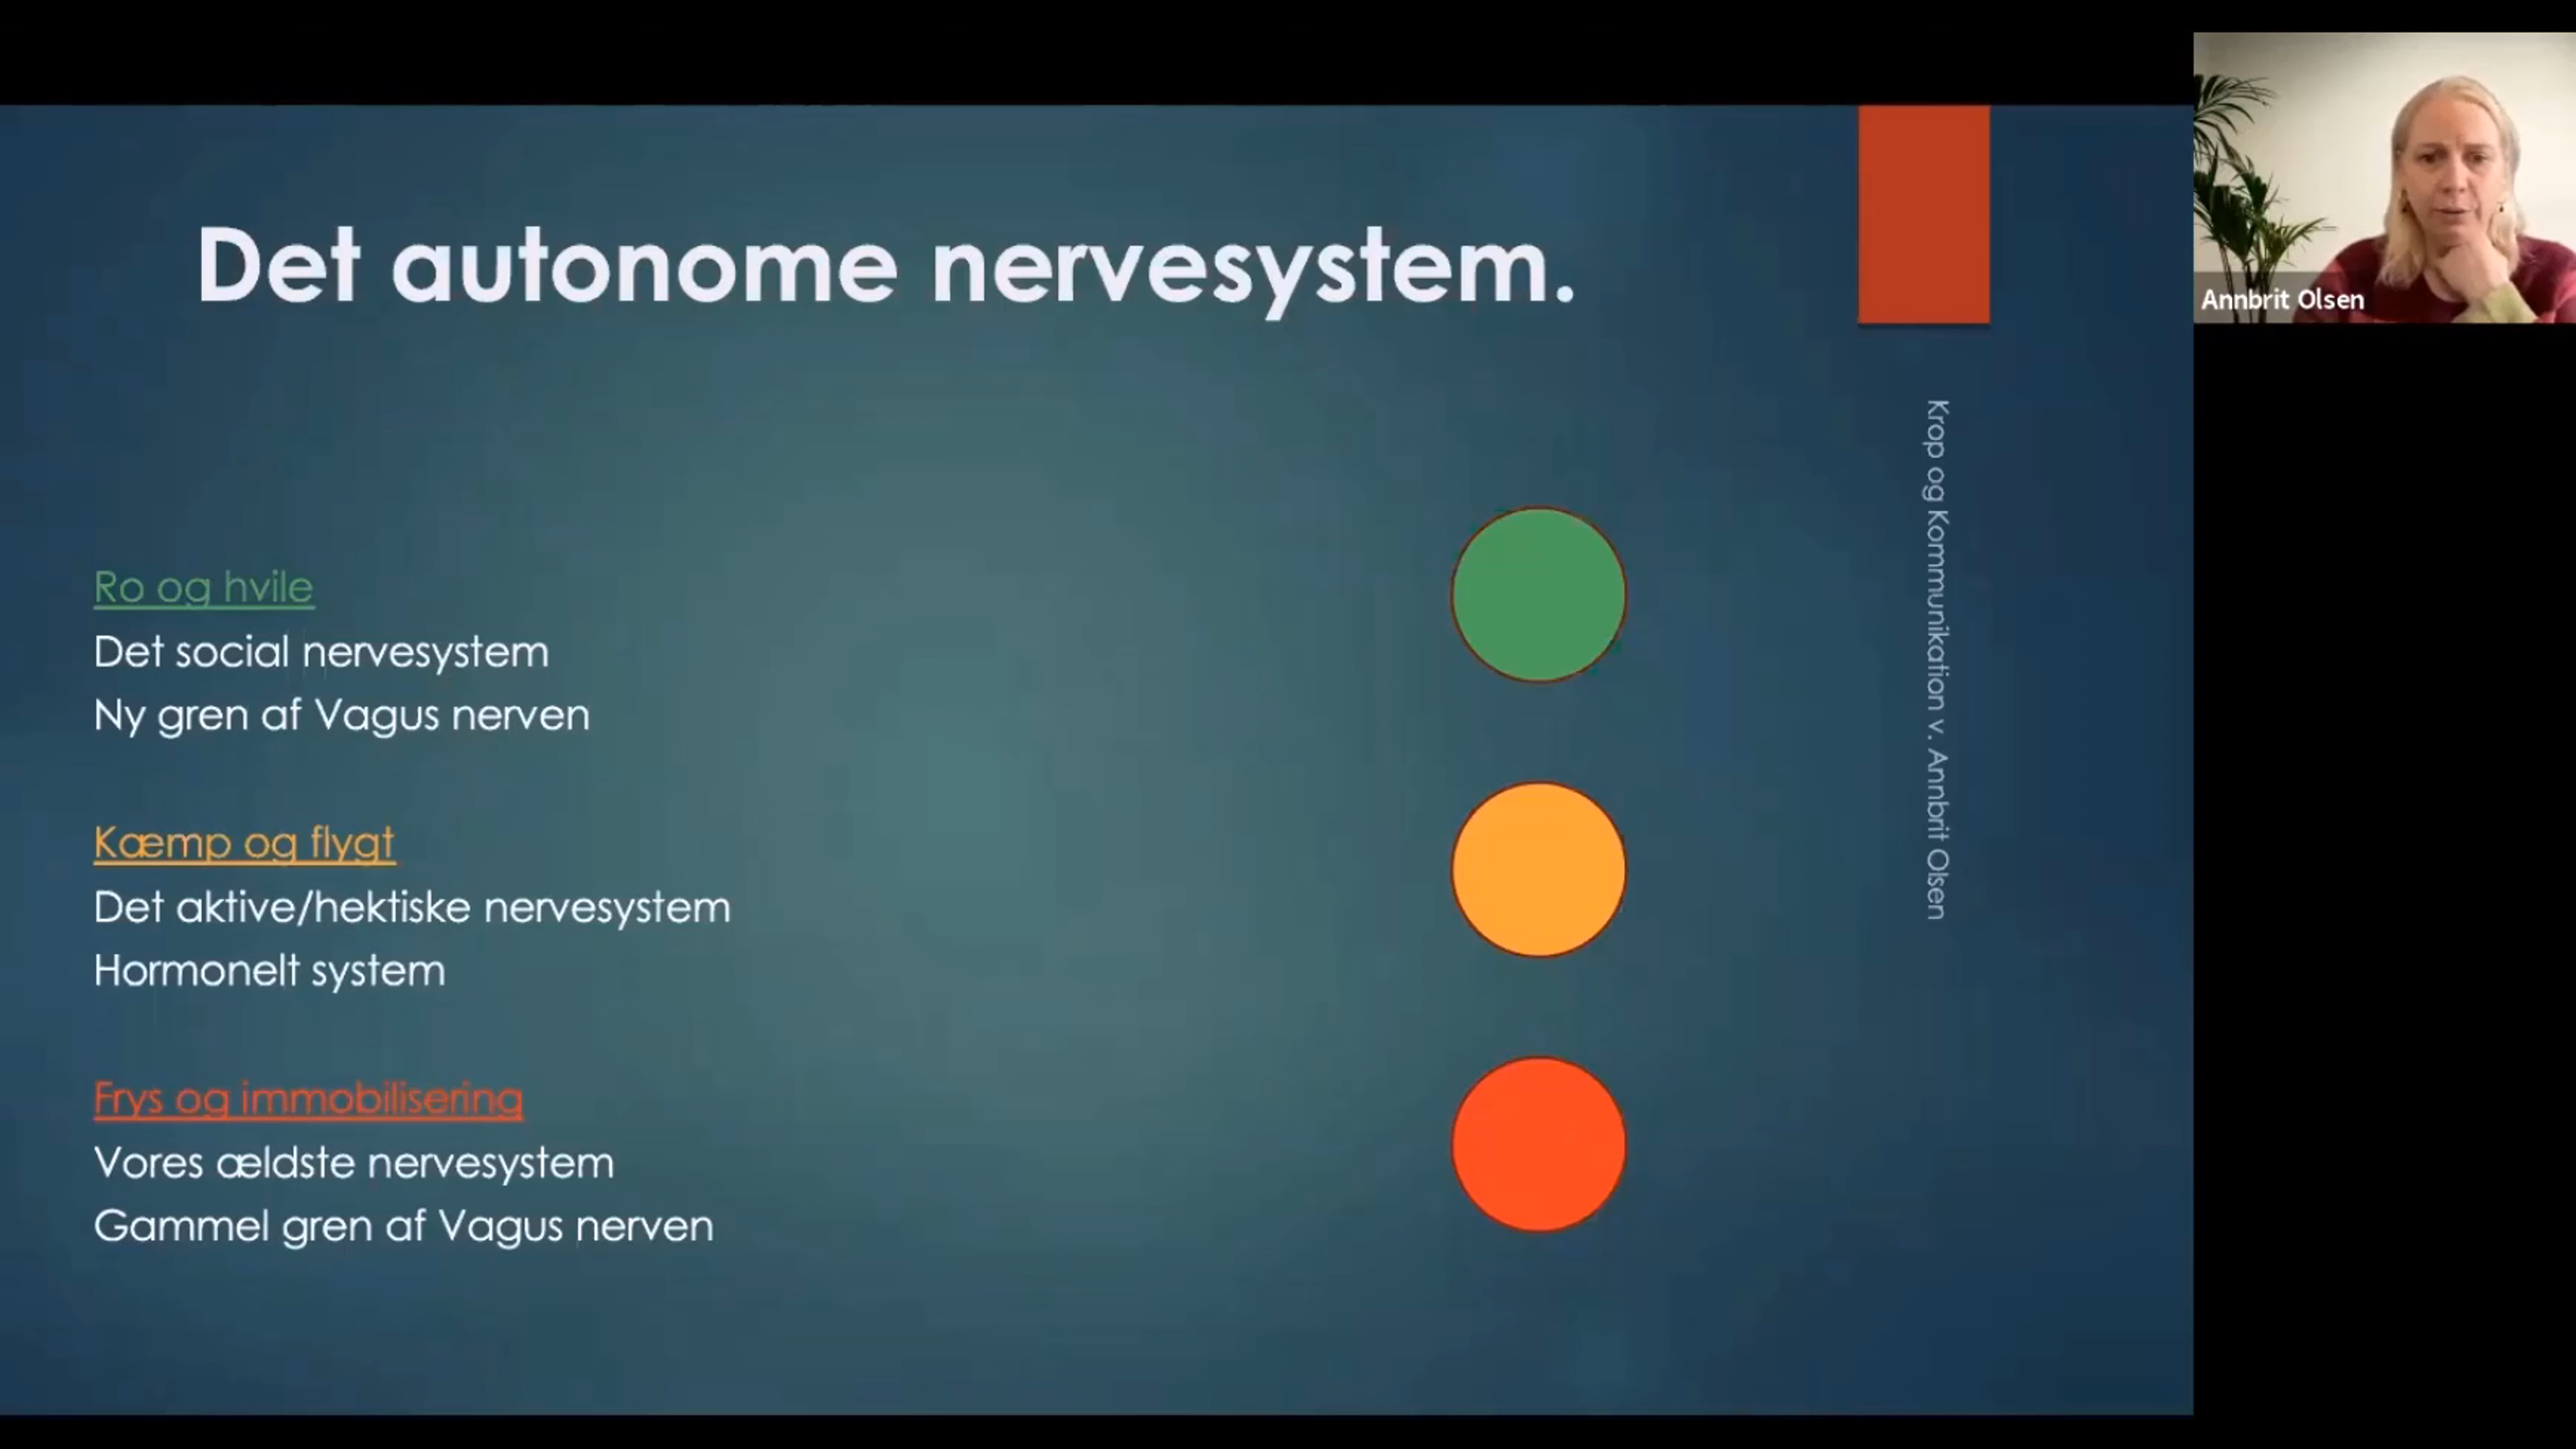 Det autonome nervesystem.
Ro og hvile
Det social nervesystem
Ny gren af Vagus nerven
Kæmp og flygt
Det aktive/hektiske nervesystem
Hormonelt system
Frys og immobilisering
Vores ældste nervesystem
Gammel gren af Vagus nerven
Krop og Kommunikation v. Annbrit Olsen
Annbrit Olsen